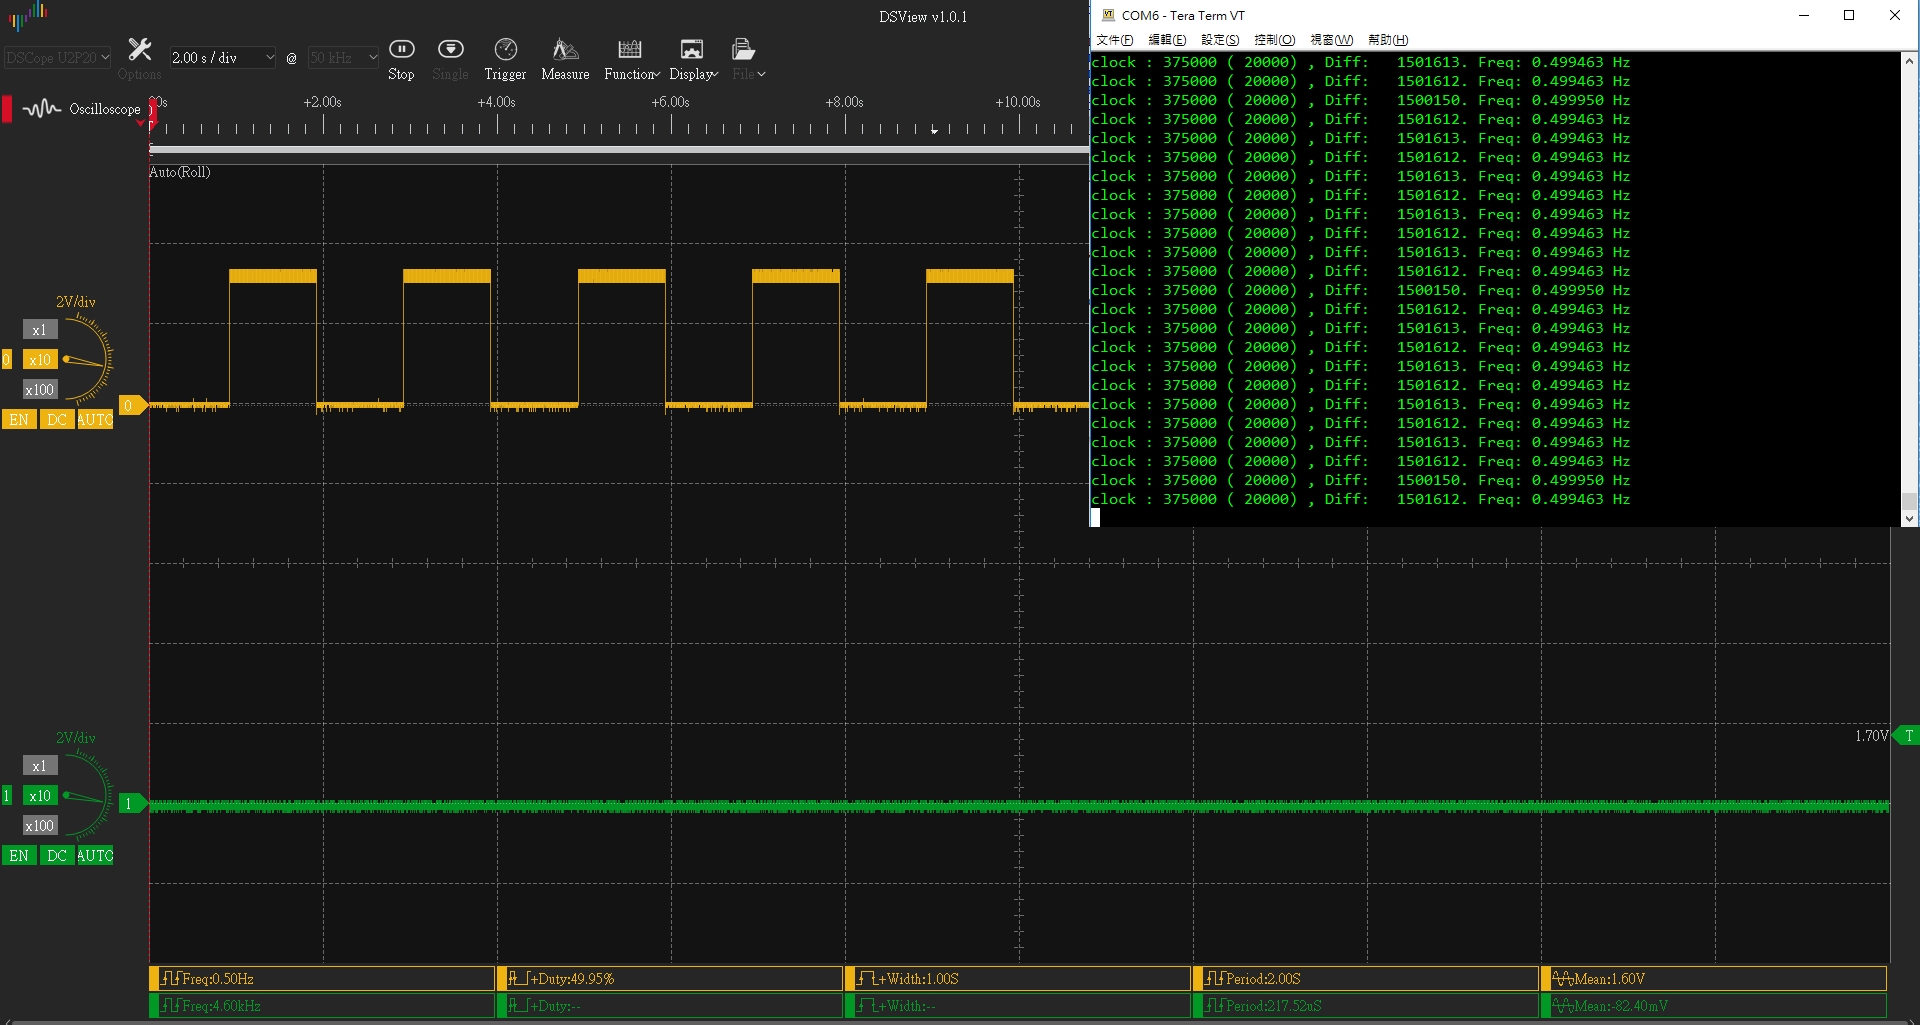 DSView v1.0.1
DSCope U2P20
Options
2.00 s / div
@
50 kHz
Stop
Single
Trigger
Measure
Function
Display
File
Oscilloscope
+2.00s
+4.00s
+6.00s
+8.00s
+10.00s
Auto(Roll)
2V/div
x1
0
x10
x100
EN DC AUTO
0
COM6 - Tera Term VT
文件(F) 編輯(E) 設定(S) 控制(O) 視窗(W) 幫助(H)
clock : 375000 ( 20000) , Diff:   1501613. Freq: 0.499463 Hz
clock : 375000 ( 20000) , Diff:   1501612. Freq: 0.499463 Hz
clock : 375000 ( 20000) , Diff:   1500150. Freq: 0.499950 Hz
clock : 375000 ( 20000) , Diff:   1501612. Freq: 0.499463 Hz
clock : 375000 ( 20000) , Diff:   1501613. Freq: 0.499463 Hz
clock : 375000 ( 20000) , Diff:   1501612. Freq: 0.499463 Hz
clock : 375000 ( 20000) , Diff:   1501613. Freq: 0.499463 Hz
clock : 375000 ( 20000) , Diff:   1501612. Freq: 0.499463 Hz
clock : 375000 ( 20000) , Diff:   1501613. Freq: 0.499463 Hz
clock : 375000 ( 20000) , Diff:   1501612. Freq: 0.499463 Hz
clock : 375000 ( 20000) , Diff:   1501613. Freq: 0.499463 Hz
clock : 375000 ( 20000) , Diff:   1501612. Freq: 0.499463 Hz
clock : 375000 ( 20000) , Diff:   1500150. Freq: 0.499950 Hz
clock : 375000 ( 20000) , Diff:   1501612. Freq: 0.499463 Hz
clock : 375000 ( 20000) , Diff:   1501613. Freq: 0.499463 Hz
clock : 375000 ( 20000) , Diff:   1501612. Freq: 0.499463 Hz
clock : 375000 ( 20000) , Diff:   1501613. Freq: 0.499463 Hz
clock : 375000 ( 20000) , Diff:   1501612. Freq: 0.499463 Hz
clock : 375000 ( 20000) , Diff:   1501613. Freq: 0.499463 Hz
clock : 375000 ( 20000) , Diff:   1501612. Freq: 0.499463 Hz
clock : 375000 ( 20000) , Diff:   1501613. Freq: 0.499463 Hz
clock : 375000 ( 20000) , Diff:   1501612. Freq: 0.499463 Hz
clock : 375000 ( 20000) , Diff:   1500150. Freq: 0.499950 Hz
clock : 375000 ( 20000) , Diff:   1501612. Freq: 0.499463 Hz
1.70V T
2V/div
x1
1
x10
x100
EN DC AUTO
1
Freq:0.50Hz +Duty:49.95% +Width:1.00S Period:2.00S Mean:1.60V
Freq:4.60kHz +Duty:-- +Width:-- Period:217.52uS Mean:-82.40mV